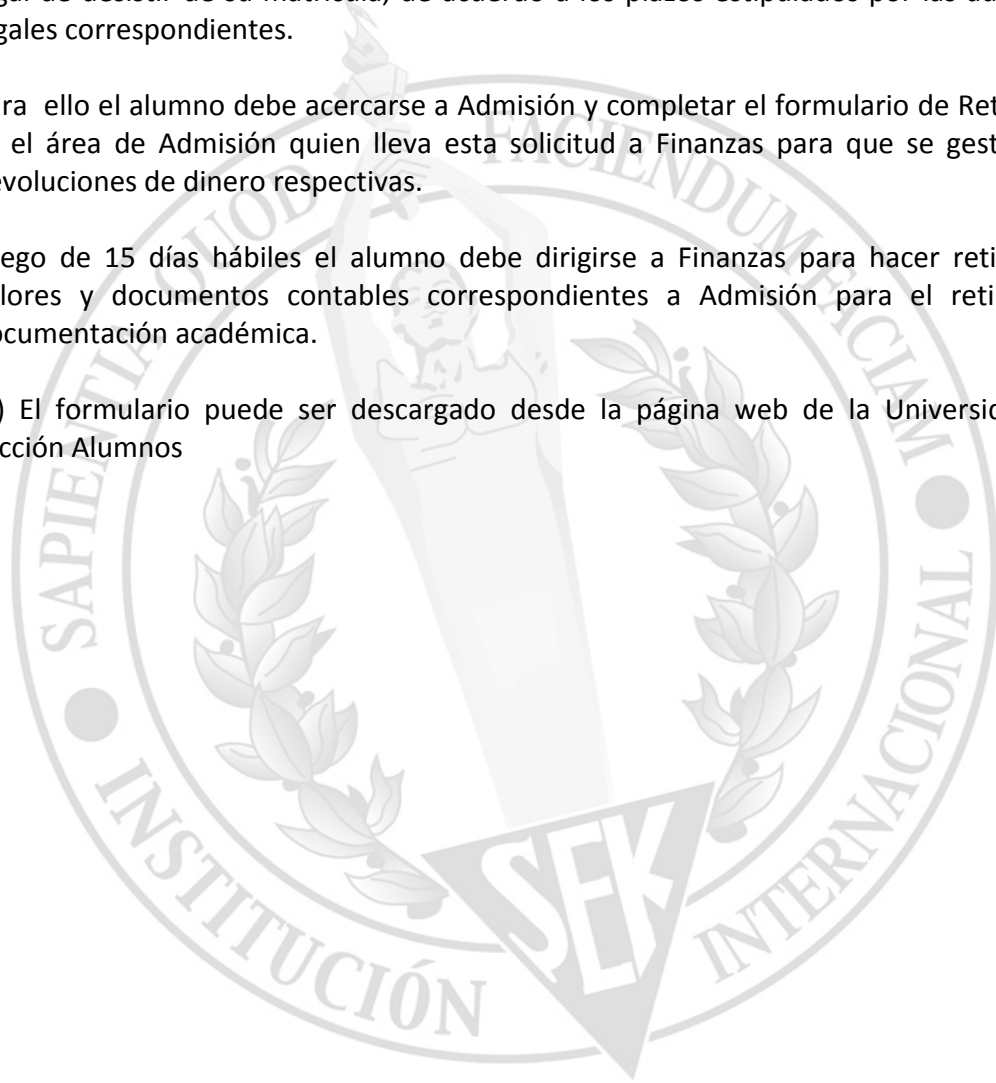 gal de desistir de su matrícula, de acuerdo a los plazos estipulados por las
gales correspondientes.
ra ello el alumno debe acercarse a Admisión y completar el formulario de Ret
el área de Admisión quien lleva esta solicitud a Finanzas para que se gest
evoluciones de dinero respectivas.
ego de 15 días hábiles el alumno debe dirigirse a Finanzas para hacer reti
lores y documentos contables correspondientes a Admisión para el reti
ocumentación académica.
) El formulario puede ser descargado desde la página web de la Universic
cción Alumnos
SAPIENTIA QUOD FACIENDUM FACIAM
INSTITUCIÓN INTERNACIONAL
SEK